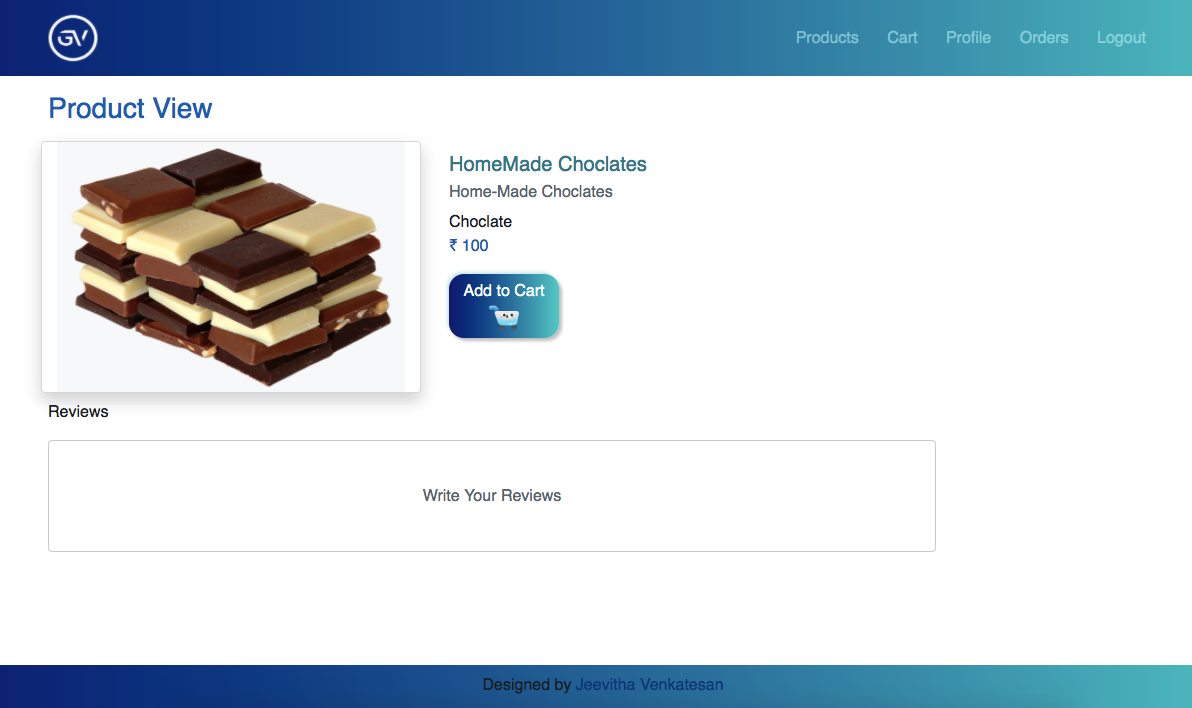 GV
Products Cart Profile Orders Logout
Product View
HomeMade Choclates
Home-Made Choclates
Choclate
₹ 100
Add to Cart
Reviews
Write Your Reviews
Designed by Jeevitha Venkatesan